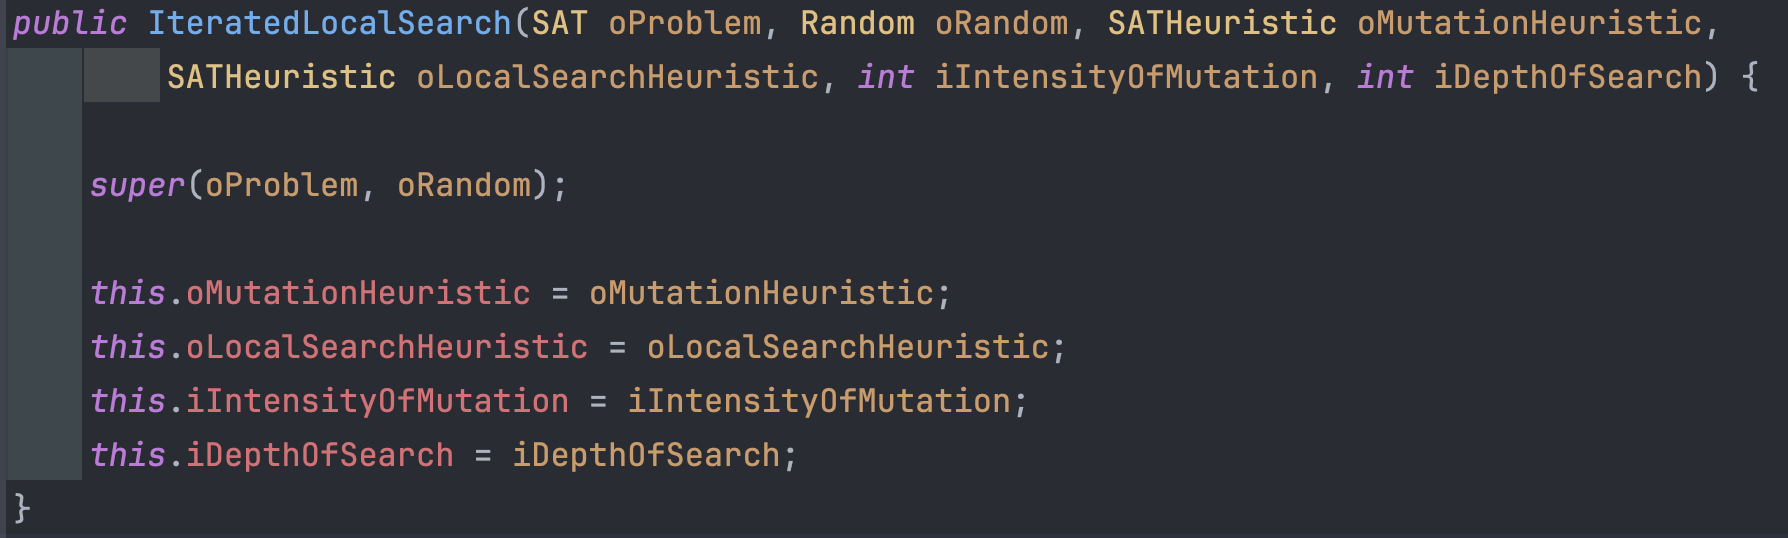 public IteratedLocalSearch(SAT oProblem, Random oRandom, SATHeuristic oMutationHeuristic,
SATHeuristic oLocalSearchHeuristic, int iIntensityOfMutation, int iDepthOfSearch) {
super(oProblem, oRandom);
this.oMutationHeuristic = oMutationHeuristic;
this.oLocalSearchHeuristic = oLocalSearchHeuristic;
this.iIntensityOfMutation = iIntensityOfMutation;
this.iDepthOfSearch = iDepthOfSearch;
}